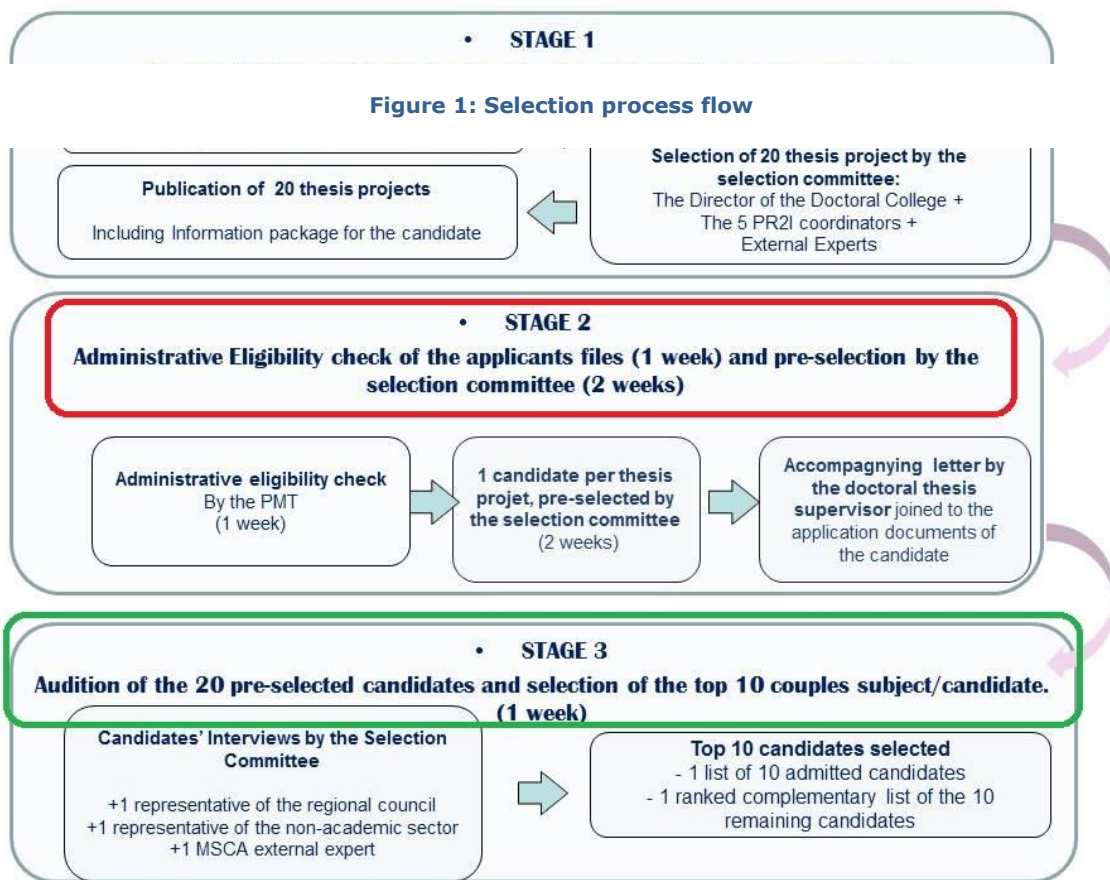 • STAGE 1
Figure 1: Selection process flow
Selection of 20 thesis project by the
selection committee:
The Director of the Doctoral College +
The 5 PR2I coordinators +
External Experts
Publication of 20 thesis projects
Including Information package for the candidate
• STAGE 2
Administrative Eligibility check of the applicants files (1 week) and pre-selection by the
selection committee (2 weeks)
Administrative eligibility check
By the PMT
(1 week)
1 candidate per thesis
projet, pre-selected by
the selection committee
(2 weeks)
Accompagnying letter by
the doctoral thesis
supervisor joined to the
application documents of
the candidate
• STAGE 3
Audition of the 20 pre-selected candidates and selection of the top 10 couples subject/candidate.
(1 week)
Candidates' Interviews by the Selection
Committee
+1 representative of the regional council
+1 representative of the non-academic sector
+1 MSCA external expert
Top 10 candidates selected
- 1 list of 10 admitted candidates
- 1 ranked complementary list of the 10
remaining candidates